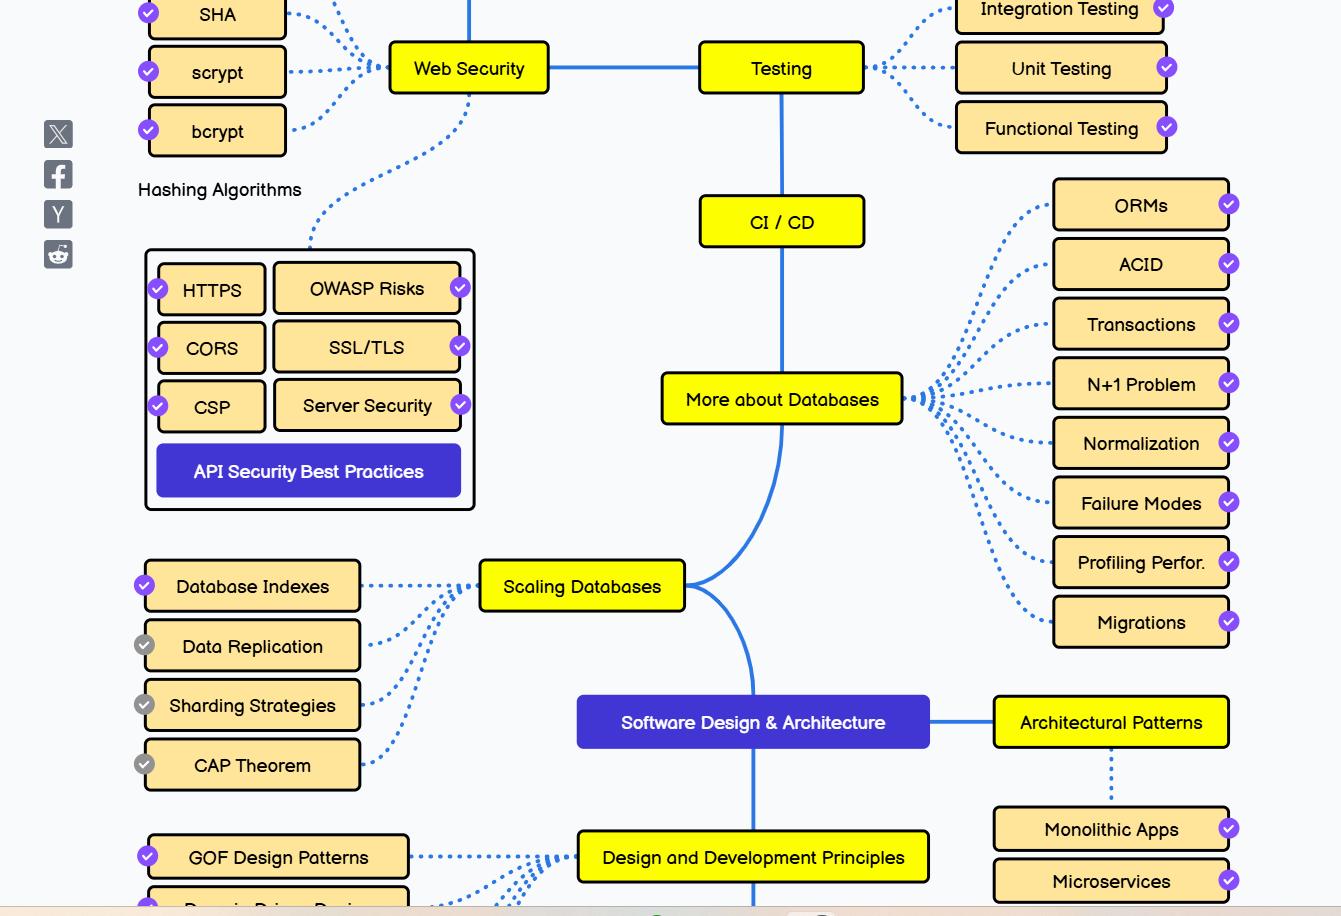 SHA
scrypt
bcrypt
Hashing Algorithms
Web Security
Testing
Integration Testing
Unit Testing
Functional Testing
CI / CD
HTTPS
OWASP Risks
CORS
SSL/TLS
CSP
Server Security
API Security Best Practices
More about Databases
ORMs
ACID
Transactions
N+1 Problem
Normalization
Failure Modes
Profiling Perfor.
Migrations
Scaling Databases
Database Indexes
Data Replication
Sharding Strategies
CAP Theorem
Software Design & Architecture
Architectural Patterns
Monolithic Apps
Microservices
Design and Development Principles
GOF Design Patterns